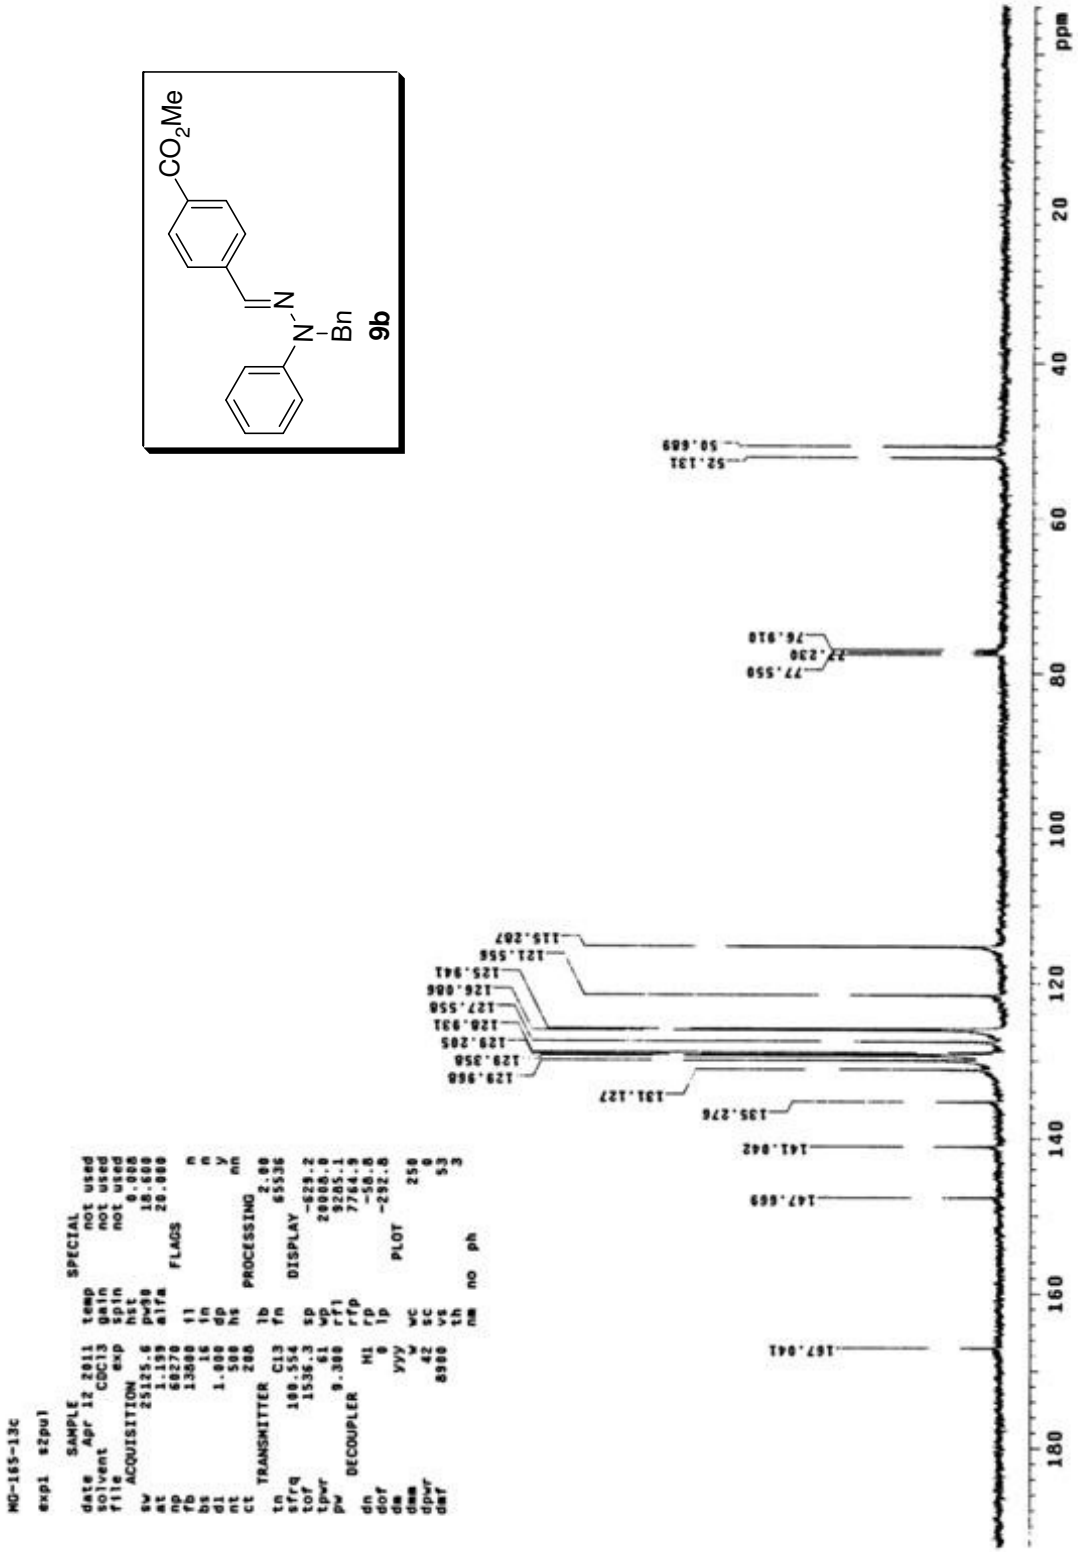 MG-165-13C
exp1 s2pul
SAMPLE
date Apr 12 2011
solvent CDCl3
file exp
ACQUISITION
sw 25125.6
at 1.199
np 60270
fb 13800
bs 16
d1 1.000
nt 500
ct 208
TRANSMITTER
tn C13
sfrq 100.554
tof 1536.3
tpwr 61
pw 9.300
DECOUPLER
dn H1
dof 0
dm yyy
dmm w
dpwr 42
dmf 8900
SPECIAL
temp not used
gain not used
spin not used
hst 0.008
pw90 18.600
alfa 20.000
FLAGS
il n
in n
dp y
hs nn
PROCESSING
lb 2.00
fn 65536
DISPLAY
sp -629.2
wp 20008.0
rfl 9285.1
rfp 7764.9
rp -58.8
lp -292.8
PLOT
wc 250
sc 0
vs 53
th 3
nm no ph
CO2Me
N
N
Bn
9b
167.041
147.669
141.042
135.276
131.127
129.968
129.358
129.205
128.931
127.558
126.086
125.941
121.556
115.287
77.550
77.230
76.910
52.131
50.689
180 160 140 120 100 80 60 40 20 ppm